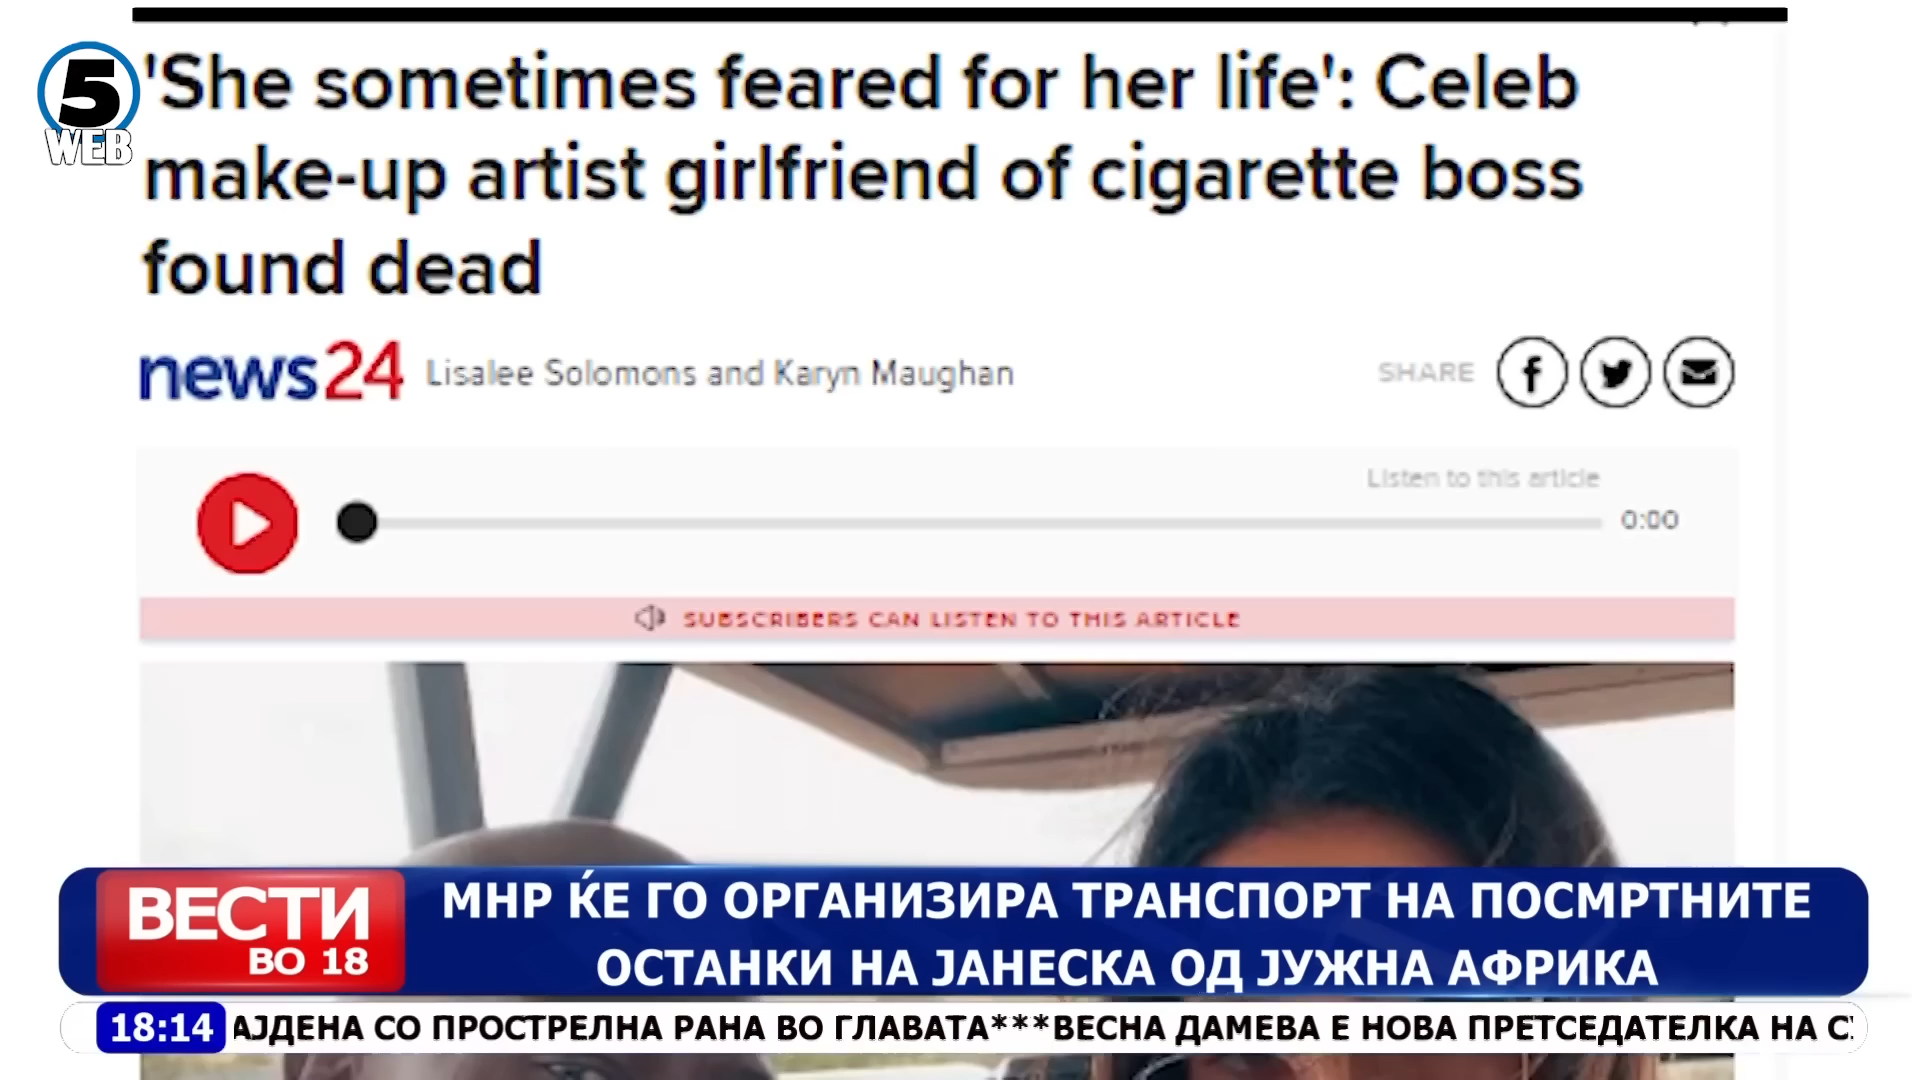 5
WEB
'She sometimes feared for her life': Celeb
make-up artist girlfriend of cigarette boss
found dead
news24 Lisalee Solomons and Karyn Maughan
SHARE
Listen to this article
0:00
SUBSCRIBERS CAN LISTEN TO THIS ARTICLE
ВЕСТИ
ВО 18
МНР ЌЕ ГО ОРГАНИЗИРА ТРАНСПОРТ НА ПОСМРТНИТЕ
ОСТАНКИ НА ЈАНЕСКА ОД ЈУЖНА АФРИКА
18:14 АЈДЕНА СО ПРОСТРЕЛНА РАНА ВО ГЛАВАТА***ВЕСНА ДАМЕВА Е НОВА ПРЕТСЕДАТЕЛКА НА